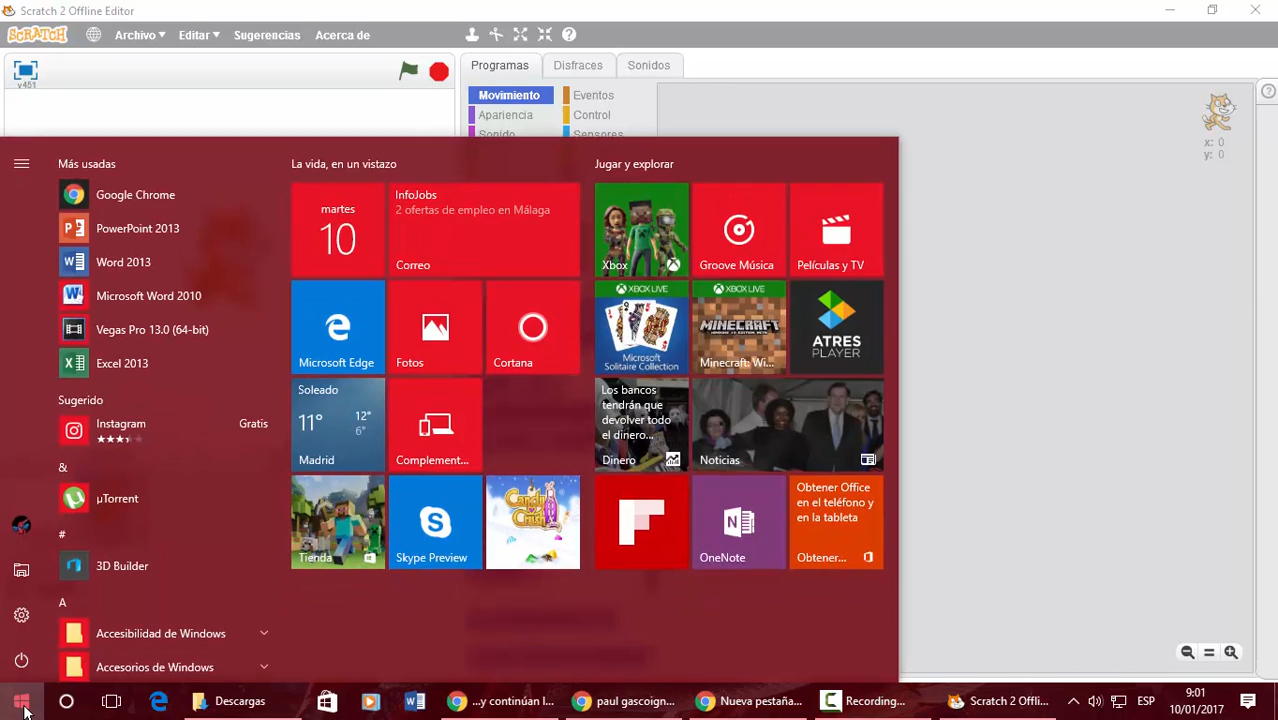 Scratch 2 Offline Editor
SCRATCH
Archivo
Editar
Sugerencias
Acerca de
v451
Programas
Disfraces
Sonidos
Movimiento
Eventos
Apariencia
Control
Sonido
Sensores
x: 0
y: 0
Más usadas
Google Chrome
PowerPoint 2013
Word 2013
Microsoft Word 2010
Vegas Pro 13.0 (64-bit)
Excel 2013
Sugerido
Instagram
Gratis
&
µTorrent
#
3D Builder
A
Accesibilidad de Windows
Accesorios de Windows
La vida, en un vistazo
martes
10
InfoJobs
2 ofertas de empleo en Málaga
Correo
Microsoft Edge
Fotos
Cortana
Soleado
11°
12°
6°
Madrid
Complement...
Tienda
Skype Preview
Candy Crush
Jugar y explorar
Xbox
Groove Música
Películas y TV
XBOX LIVE
Microsoft
Solitaire Collection
XBOX LIVE
MINECRAFT
Minecraft: Wi...
ATRES
PLAYER
Los bancos
tendrán que
devolver todo
el dinero...
Dinero
Noticias
OneNote
Obtener Office
en el teléfono y
en la tableta
Obtener...
Descargas
...y continúan l...
paul gascoign...
Nueva pestaña...
Recording...
Scratch 2 Offli...
ESP
9:01
10/01/2017